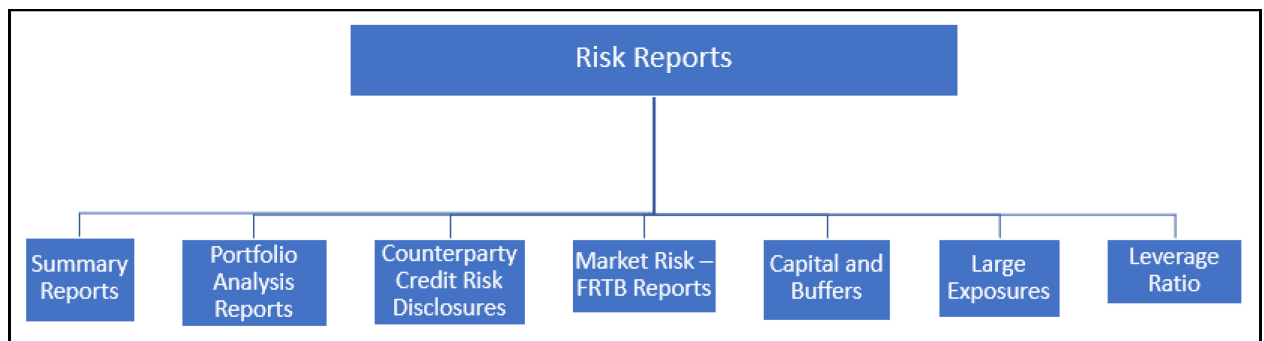 Risk Reports
Summary
Reports
Portfolio
Analysis
Reports
Counterparty
Credit Risk
Disclosures
Market Risk –
FRTB Reports
Capital and
Buffers
Large
Exposures
Leverage
Ratio